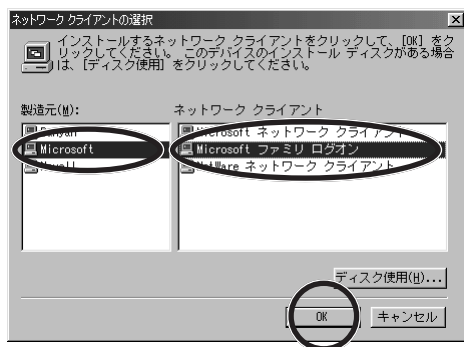 ネットワーク クライアントの選択
インストールするネットワーク クライアントをクリックして、[OK] をク
リックしてください。 このデバイスのインストール ディスクがある場合
は、[ディスク使用] をクリックしてください。
製造元(M):
ネットワーク クライアント
Banyan
Microsoft ネットワーク クライアント
Microsoft
Microsoft ファミリ ログオン
Novell
NetWare ネットワーク クライアント
ディスク使用(H)...
OK
キャンセル